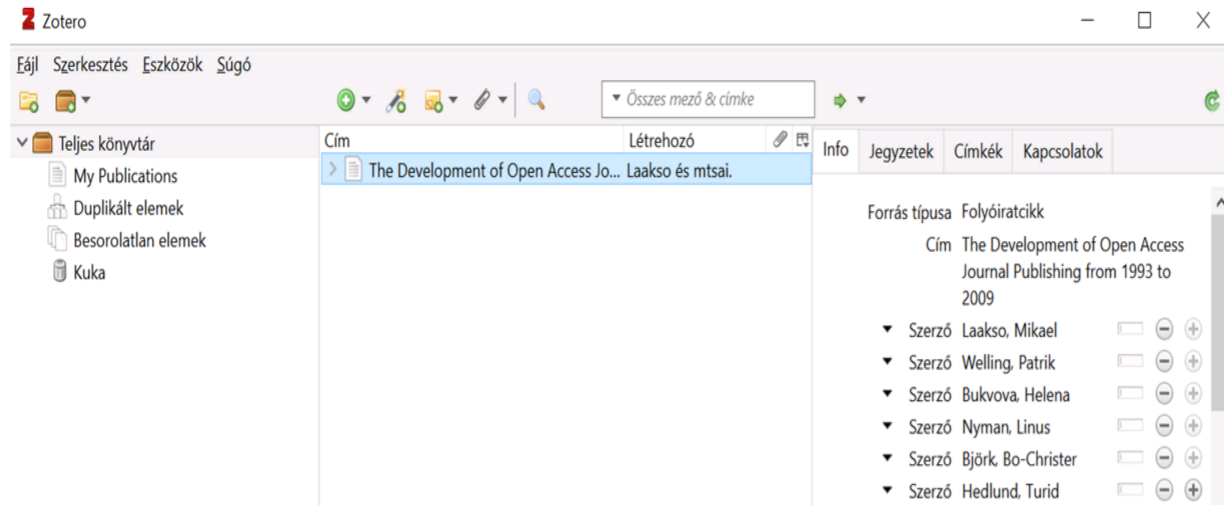 Zotero
Fájl Szerkesztés Eszközök Súgó
Összes mező & címke
Teljes könyvtár
My Publications
Duplikált elemek
Besorolatlan elemek
Kuka
Cím Létrehozó
The Development of Open Access Jo... Laakso és mtsai.
Info Jegyzetek Címkék Kapcsolatok
Forrás típusa Folyóiratcikk
Cím The Development of Open Access
Journal Publishing from 1993 to
2009
Szerző Laakso, Mikael
Szerző Welling, Patrik
Szerző Bukvova, Helena
Szerző Nyman, Linus
Szerző Björk, Bo-Christer
Szerző Hedlund, Turid